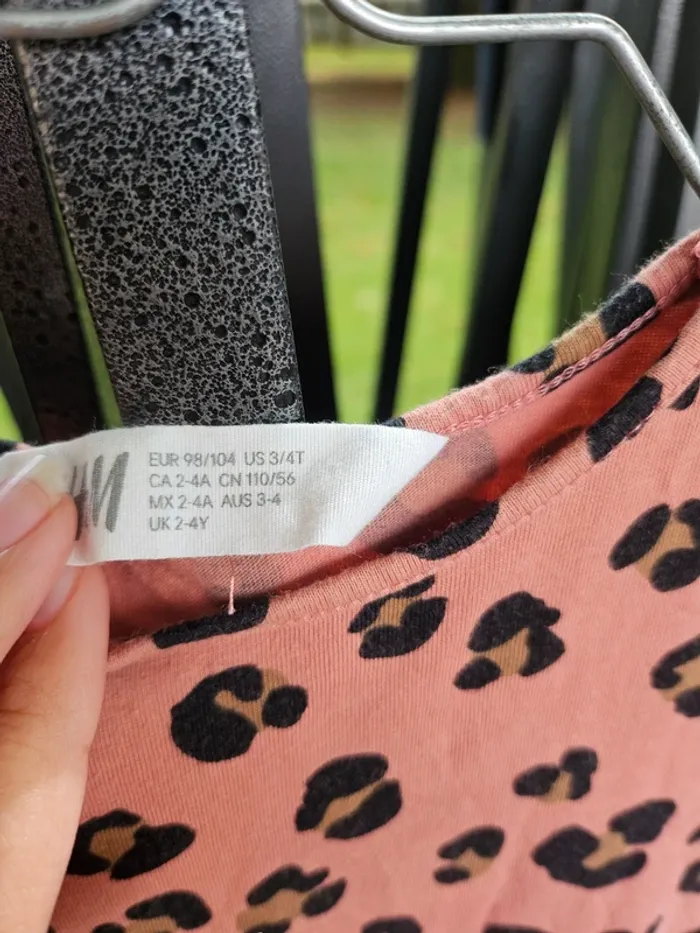 EUR 98/104 US 3/4T
CA 2-4A CN 110/56
MX 2-4A AUS 3-4
UK 2-4Y